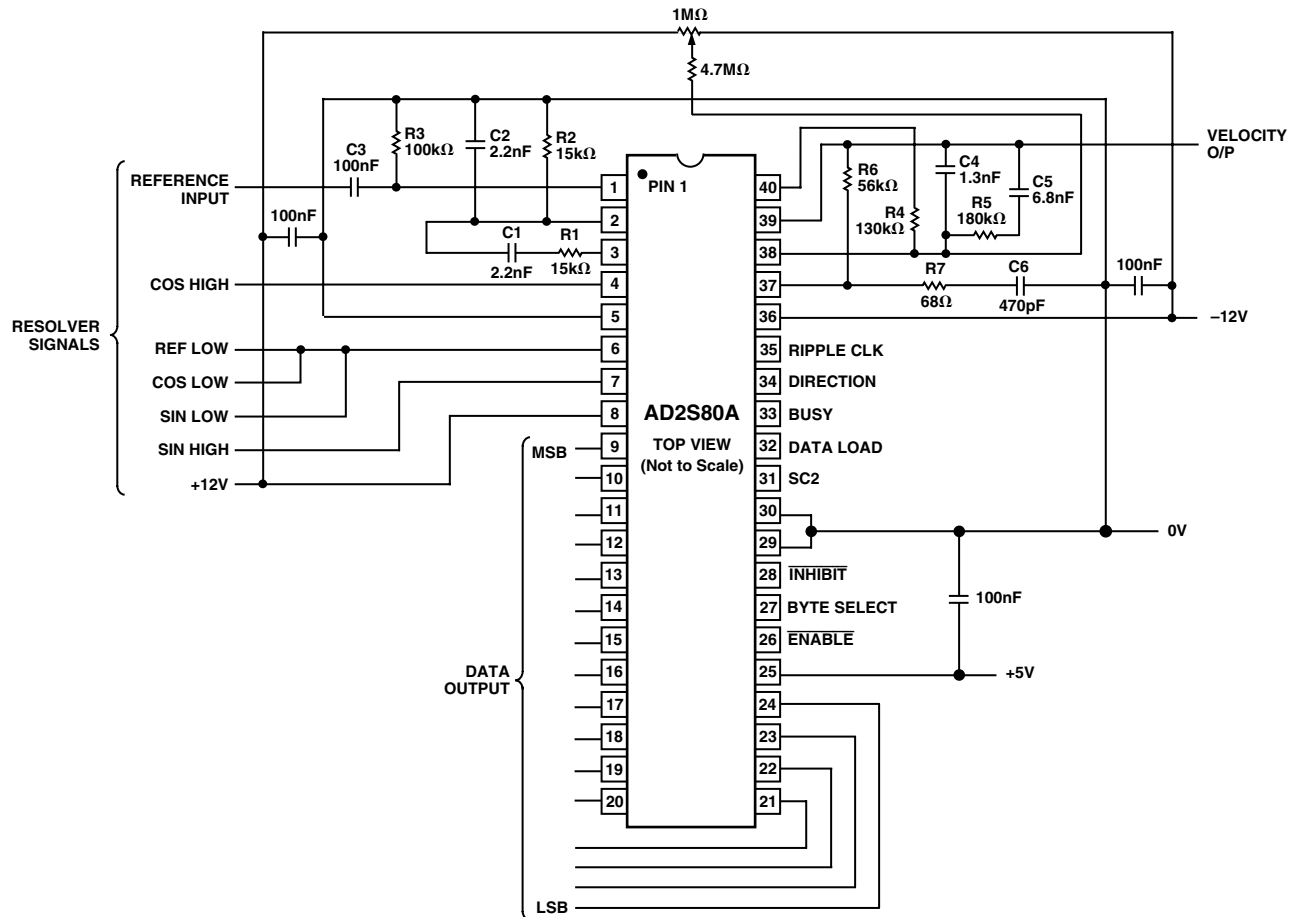 1MΩ
4.7MΩ
R3
100kΩ
C2
2.2nF
R2
15kΩ
C3
100nF
REFERENCE
INPUT
100nF
C1
2.2nF
R1
15kΩ
COS HIGH
RESOLVER
SIGNALS
REF LOW
COS LOW
SIN LOW
SIN HIGH
+12V
PIN 1
AD2S80A
TOP VIEW
(Not to Scale)
1
2
3
4
5
6
7
8
9
10
11
12
13
14
15
16
17
18
19
20
MSB
DATA
OUTPUT
LSB
40
39
38
37
36
35
34
33
32
31
30
29
28
27
26
25
24
23
22
21
RIPPLE CLK
DIRECTION
BUSY
DATA LOAD
SC2
INHIBIT
BYTE SELECT
ENABLE
VELOCITY
O/P
R6
56kΩ
R4
130kΩ
C4
1.3nF
R5
180kΩ
C5
6.8nF
R7
68Ω
C6
470pF
100nF
–12V
0V
100nF
+5V